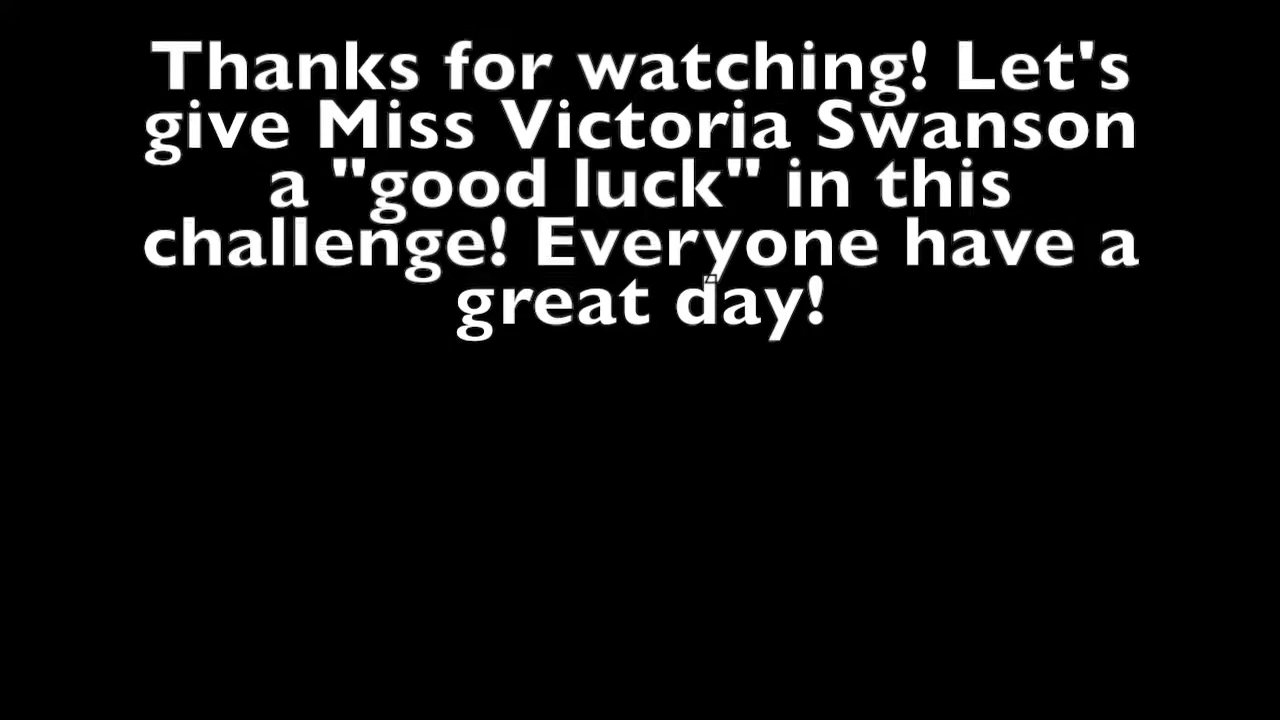 Thanks for watching! Let's
give Miss Victoria Swanson
a "good luck" in this
challenge! Everyone have a
great day!